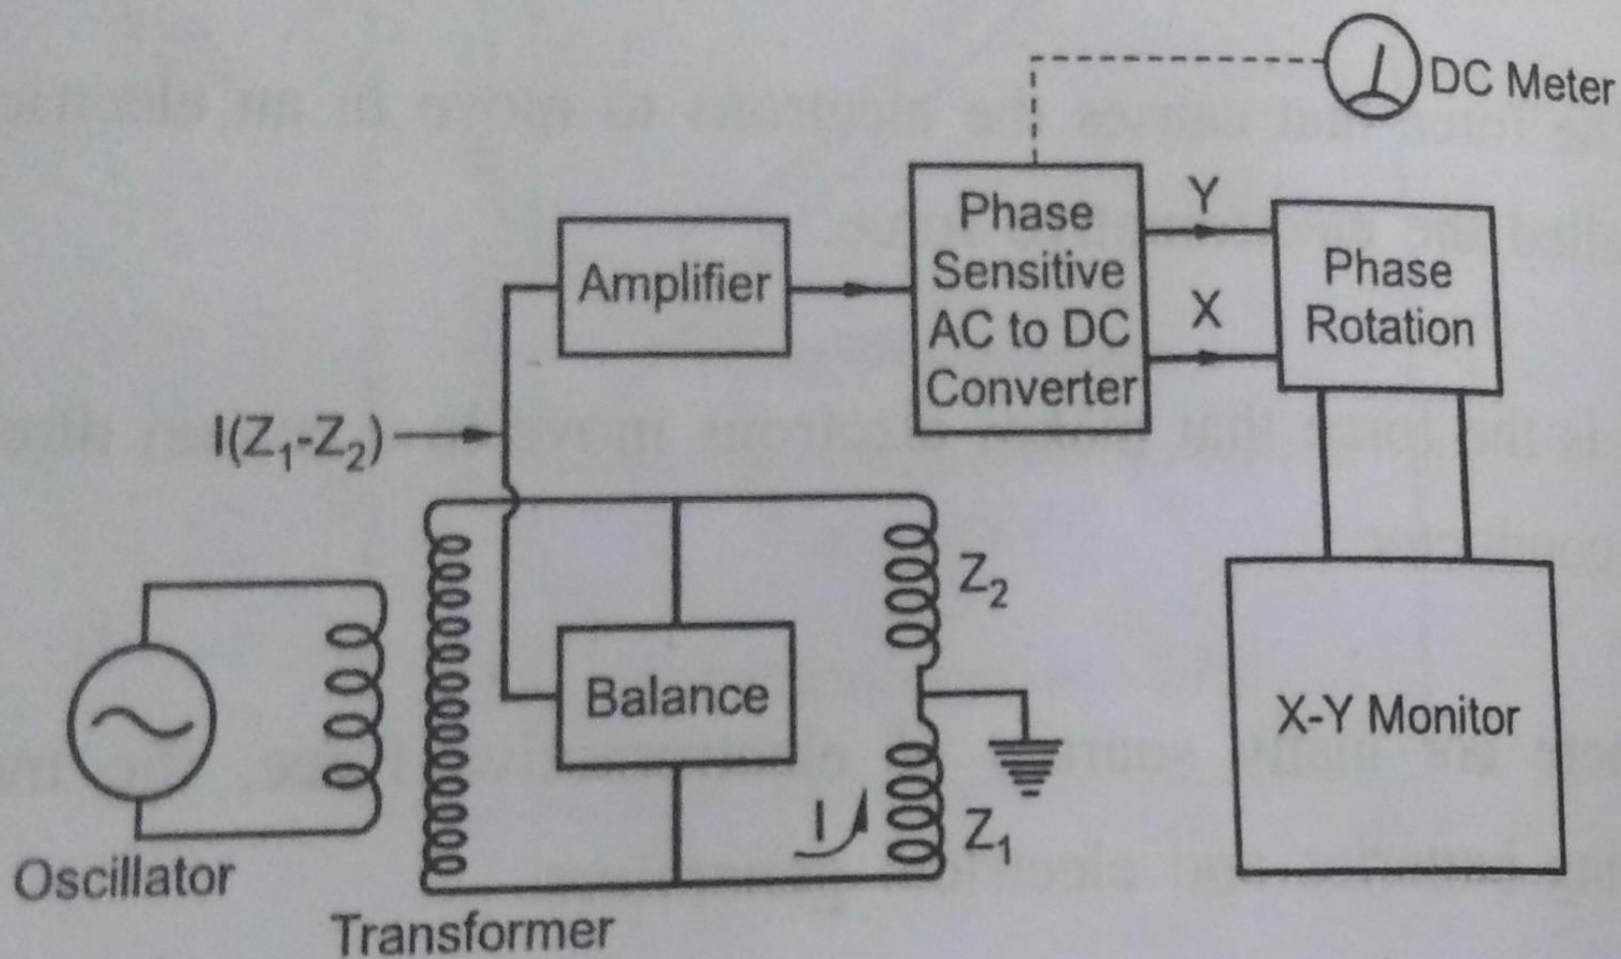 DC Meter
Y
X
Phase
Sensitive
AC to DC
Converter
Phase
Rotation
Amplifier
I(Z₁-Z₂)
Z₂
Balance
X-Y Monitor
I
Z₁
Oscillator
Transformer